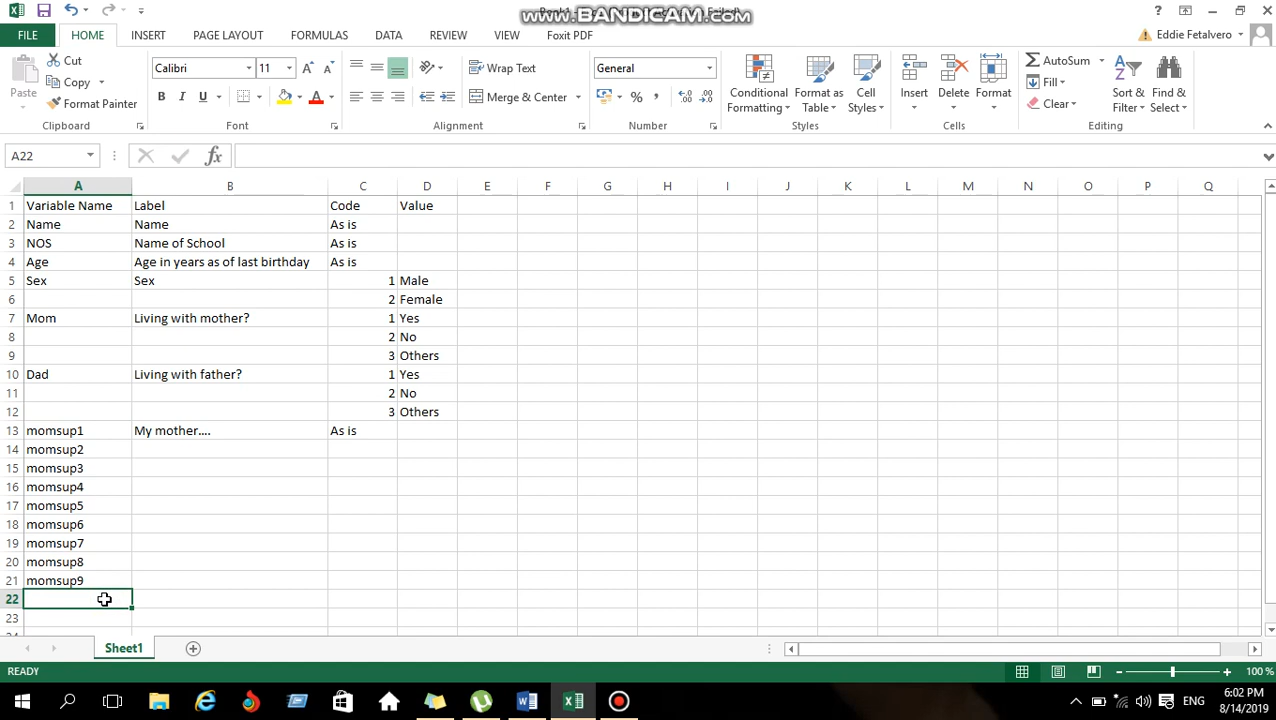 www.BANDICAM.com
FILE HOME INSERT PAGE LAYOUT FORMULAS DATA REVIEW VIEW Foxit PDF Eddie Fetalvero
Cut
Copy
Format Painter
Paste
Clipboard
Calibri 11
B I U
Font
Wrap Text
Merge & Center
Alignment
General
% ,
Number
Conditional Formatting
Format as Table
Cell Styles
Styles
Insert Delete Format
Cells
AutoSum
Fill
Clear
Sort & Filter
Find & Select
Editing
A22 fx
A B C D E F G H I J K L M N O P Q
1 Variable Name Label Code Value
2 Name Name As is
3 NOS Name of School As is
4 Age Age in years as of last birthday As is
5 Sex Sex 1 Male
6 2 Female
7 Mom Living with mother? 1 Yes
8 2 No
9 3 Others
10 Dad Living with father? 1 Yes
11 2 No
12 3 Others
13 momsup1 My mother.... As is
14 momsup2
15 momsup3
16 momsup4
17 momsup5
18 momsup6
19 momsup7
20 momsup8
21 momsup9
22
23
Sheet1
READY 100 %
ENG 6:02 PM
8/14/2019